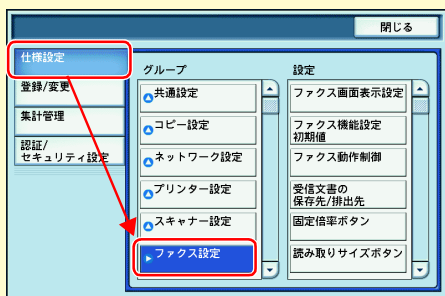 閉じる
仕様設定
登録/変更
集計管理
認証/
セキュリティ設定
グループ
共通設定
コピー設定
ネットワーク設定
プリンター設定
スキャナー設定
ファクス設定
設定
ファクス画面表示設定
ファクス機能設定
初期値
ファクス動作制御
受信文書の
保存先/排出先
固定倍率ボタン
読み取りサイズボタン